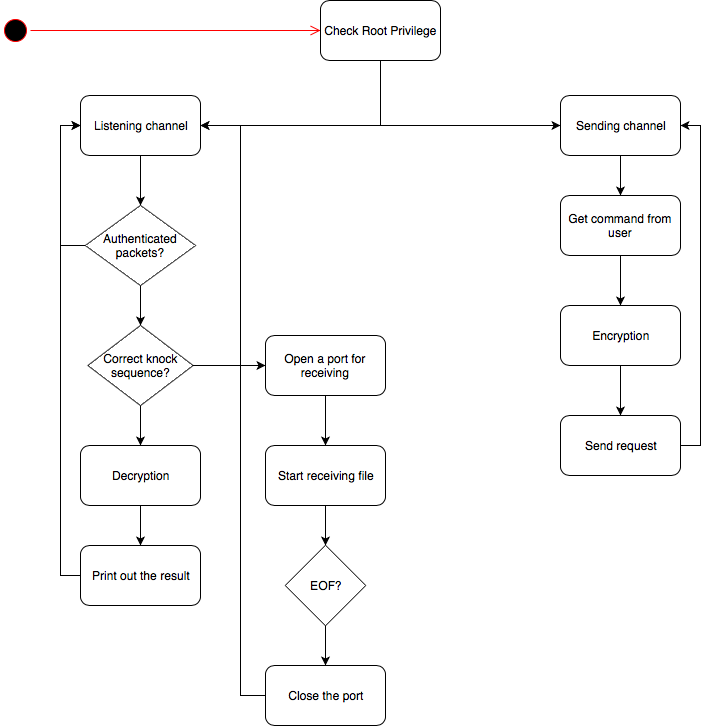 Check Root Privilege
Listening channel
Sending channel
Authenticated
packets?
Get command from
user
Correct knock
sequence?
Open a port for
receiving
Encryption
Decryption
Start receiving file
Send request
Print out the result
EOF?
Close the port